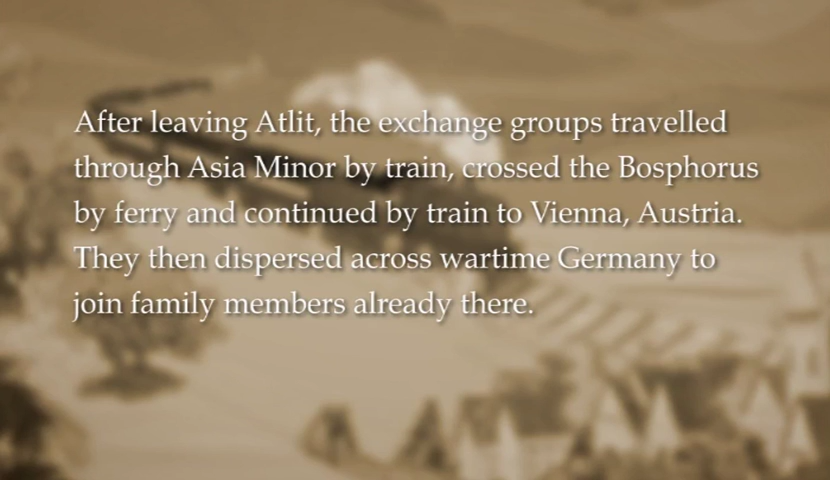 After leaving Atlit, the exchange groups travelled
through Asia Minor by train, crossed the Bosphorus
by ferry and continued by train to Vienna, Austria.
They then dispersed across wartime Germany to
join family members already there.